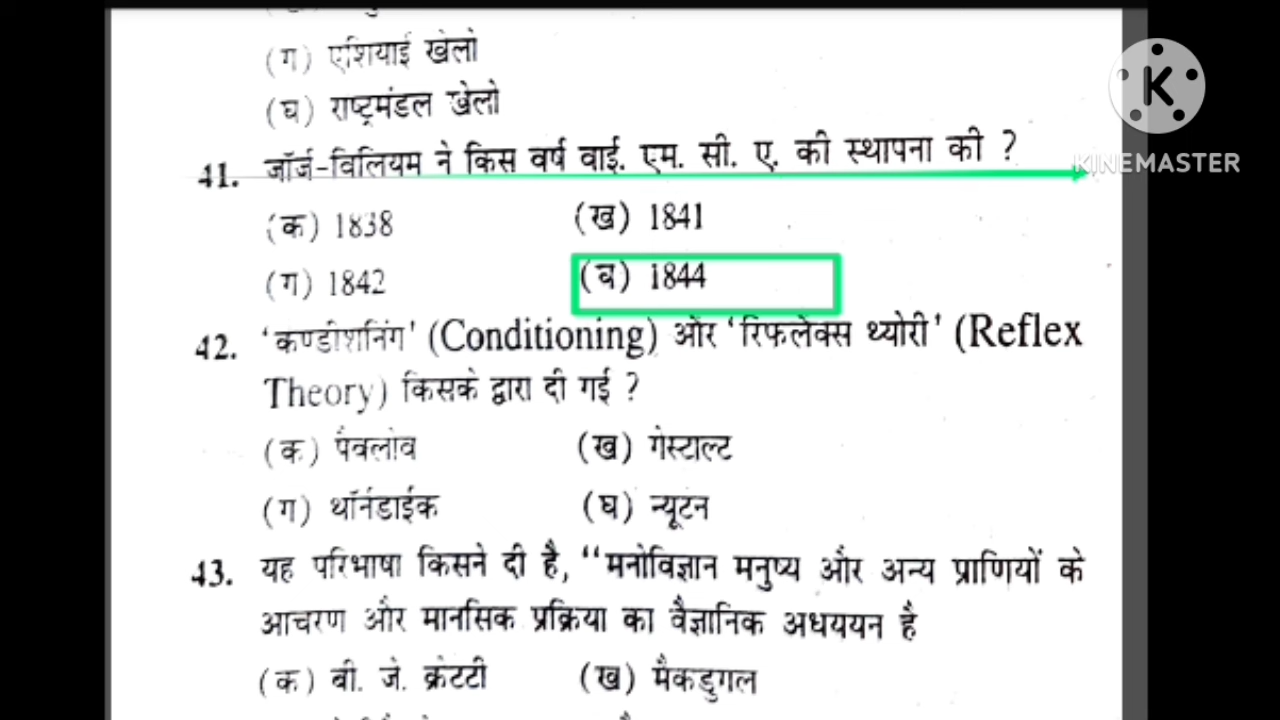 (ग) एशियाई खेलो
(घ) राष्ट्रमंडल खेलो
41. जॉर्ज-विलियम ने किस वर्ष वाई. एम. सी. ए. की स्थापना की ?
(क) 1838 (ख) 1841
(ग) 1842 (घ) 1844
42. 'कण्डीशनिंग' (Conditioning) और 'रिफलेक्स थ्योरी' (Reflex
Theory) किसके द्वारा दी गई ?
(क) पैवलोव (ख) गेस्टाल्ट
(ग) थॉर्नडाईक (घ) न्यूटन
43. यह परिभाषा किसने दी है, "मनोविज्ञान मनुष्य और अन्य प्राणियों के
आचरण और मानसिक प्रक्रिया का वैज्ञानिक अधययन है
(क) बी. जे. क्रेटटी (ख) मैकडुगल
K
KINEMASTER